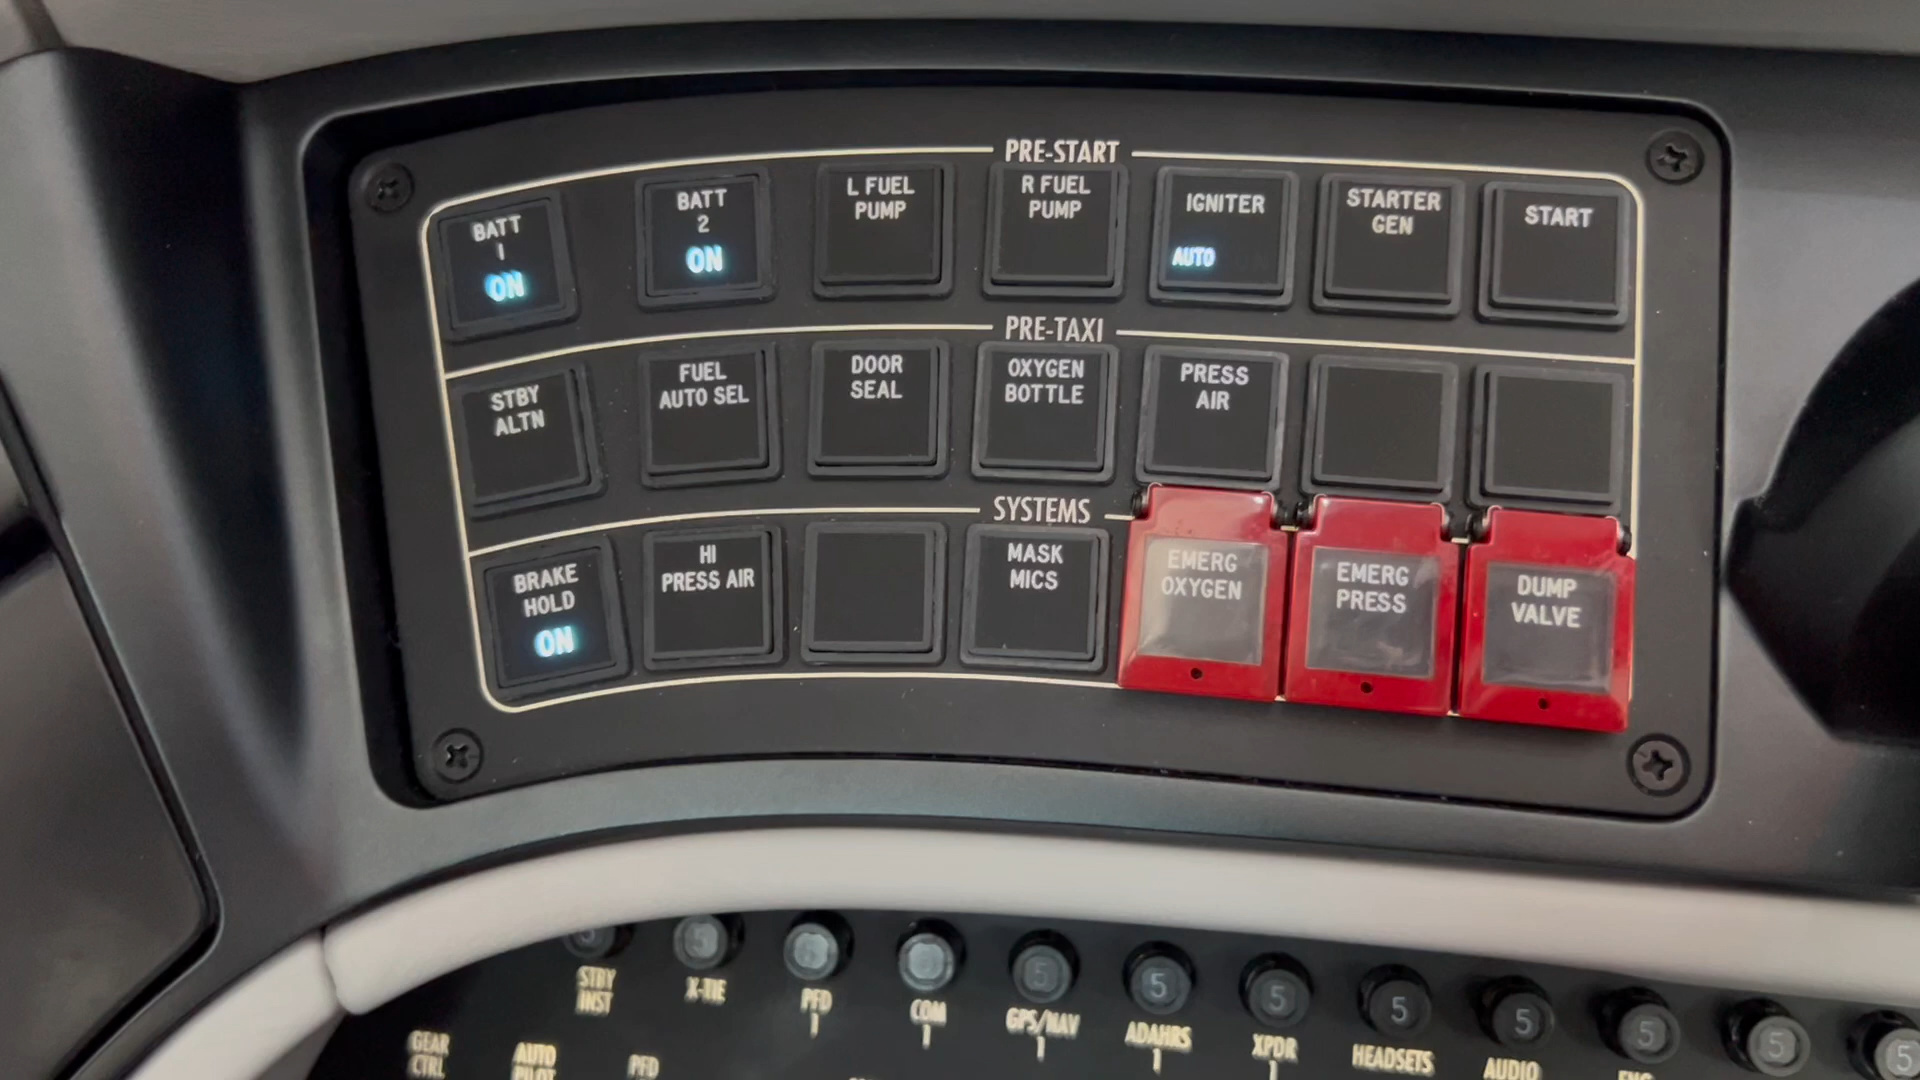 PRE-START
BATT
1
ON
BATT
2
ON
L FUEL
PUMP
R FUEL
PUMP
IGNITER
AUTO
STARTER
GEN
START
PRE-TAXI
STBY
ALTN
FUEL
AUTO SEL
DOOR
SEAL
OXYGEN
BOTTLE
PRESS
AIR
SYSTEMS
BRAKE
HOLD
ON
HI
PRESS AIR
MASK
MICS
EMERG
OXYGEN
EMERG
PRESS
DUMP
VALVE
5
5
5
5
5
5
5
5
5
5
5
STBY
INST
X-TIE
PFD
1
COM
1
GPS/NAV
1
ADAHRS
1
XPDR
1
HEADSETS
AUDIO
GEAR
CTRL
AUTO
PILOT
PFD